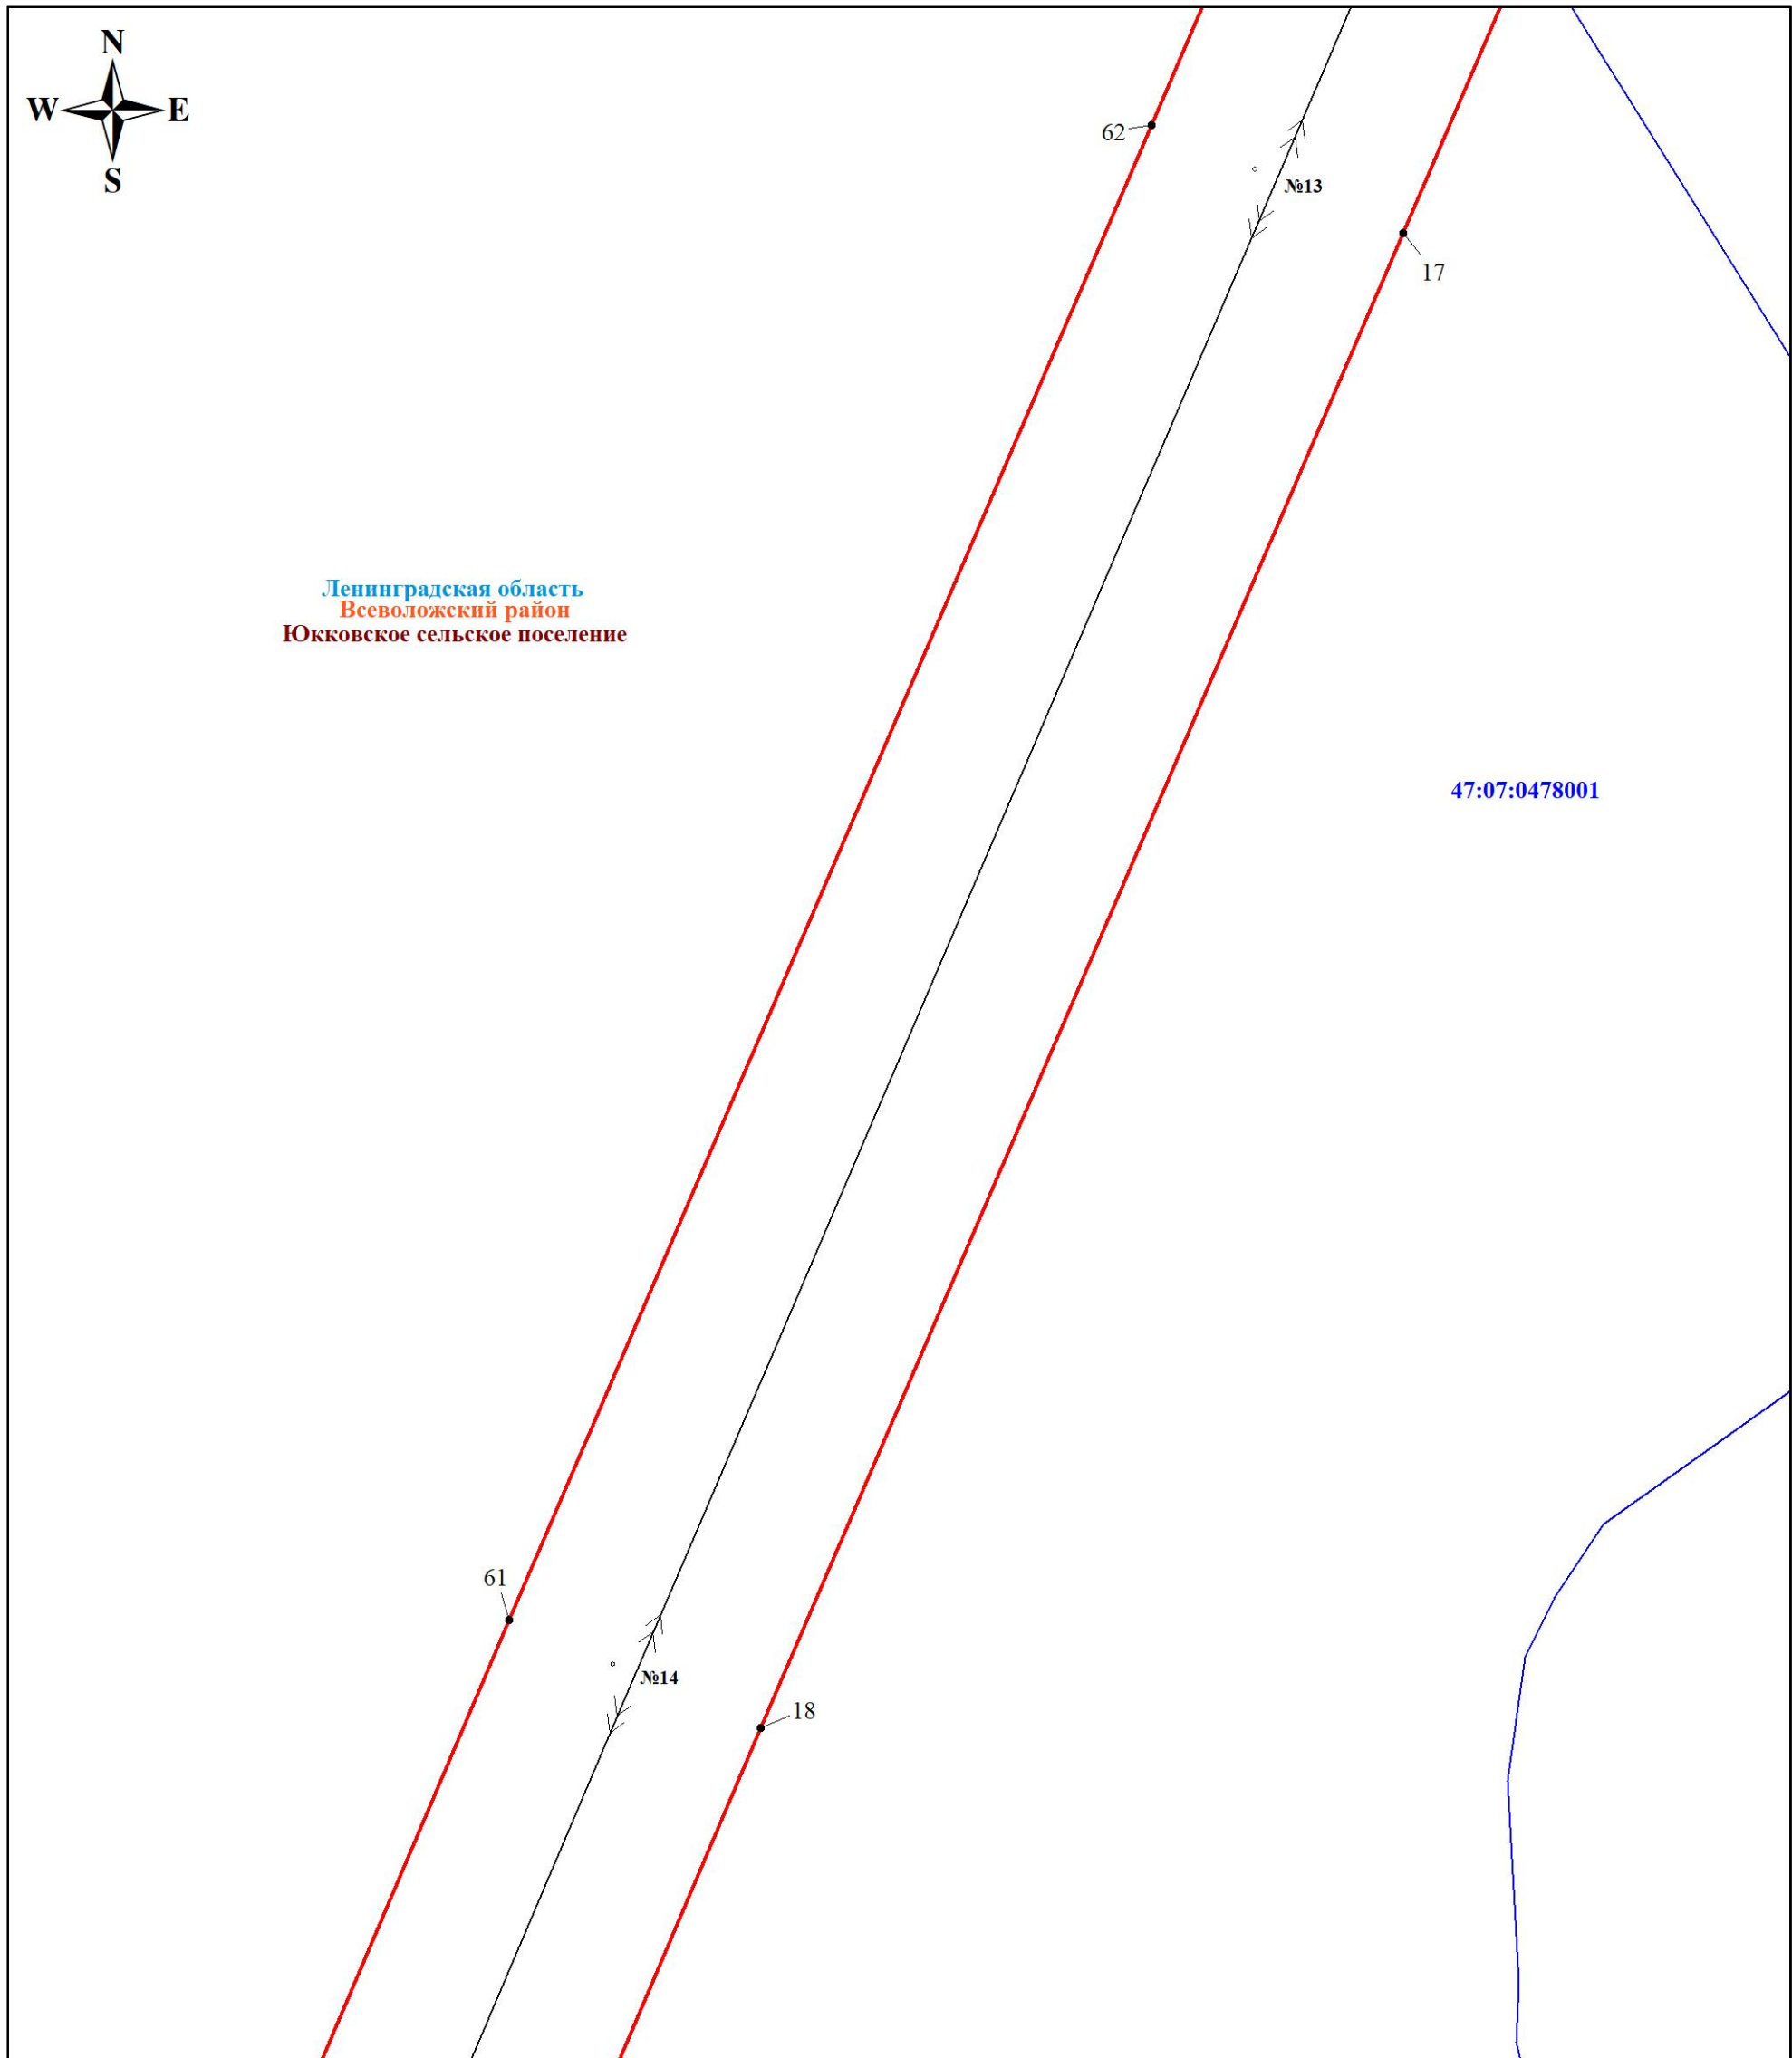 N
W E
S
62
№13
17
Ленинградская область
Всеволожский район
Юкковское сельское поселение
47:07:0478001
61
№14
18